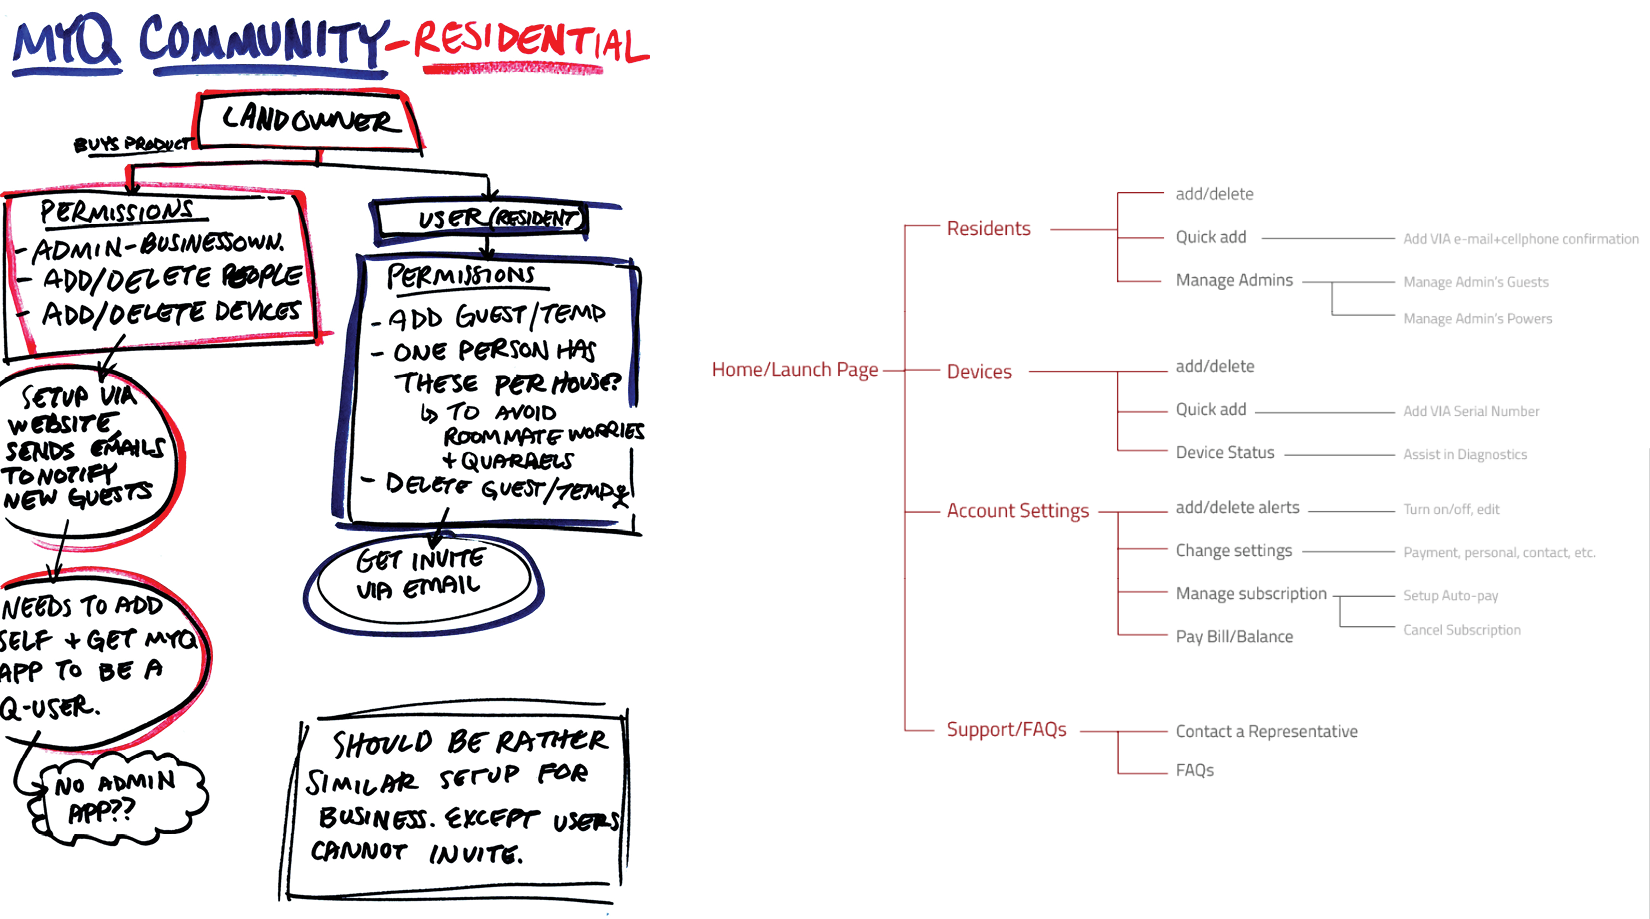 MYQ COMMUNITY-RESIDENTIAL
LANDOWNER
BUYS PRODUCT
PERMISSIONS
- ADMIN-BUSINESSOWN.
- ADD/DELETE PEOPLE
- ADD/DELETE DEVICES
SETUP VIA
WEBSITE,
SENDS EMAILS
TO NOTIFY
NEW GUESTS
NEEDS TO ADD
SELF + GET MYQ
APP TO BE A
Q-USER.
NO ADMIN
APP??
USER (RESIDENT)
PERMISSIONS
- ADD GUEST/TEMP
- ONE PERSON HAS
THESE PER HOUSE?
↳ TO AVOID
ROOMMATE WORRIES
+ QUARRELS
- DELETE GUEST/TEMP
GET INVITE
VIA EMAIL
SHOULD BE RATHER
SIMILAR SETUP FOR
BUSINESS. EXCEPT USERS
CANNOT INVITE.
Home/Launch Page
Residents
add/delete
Quick add
Add VIA e-mail+cellphone confirmation
Manage Admins
Manage Admin's Guests
Manage Admin's Powers
Devices
add/delete
Quick add
Add VIA Serial Number
Device Status
Assist in Diagnostics
Account Settings
add/delete alerts
Turn on/off, edit
Change settings
Payment, personal, contact, etc.
Manage subscription
Setup Auto-pay
Cancel Subscription
Pay Bill/Balance
Support/FAQs
Contact a Representative
FAQs